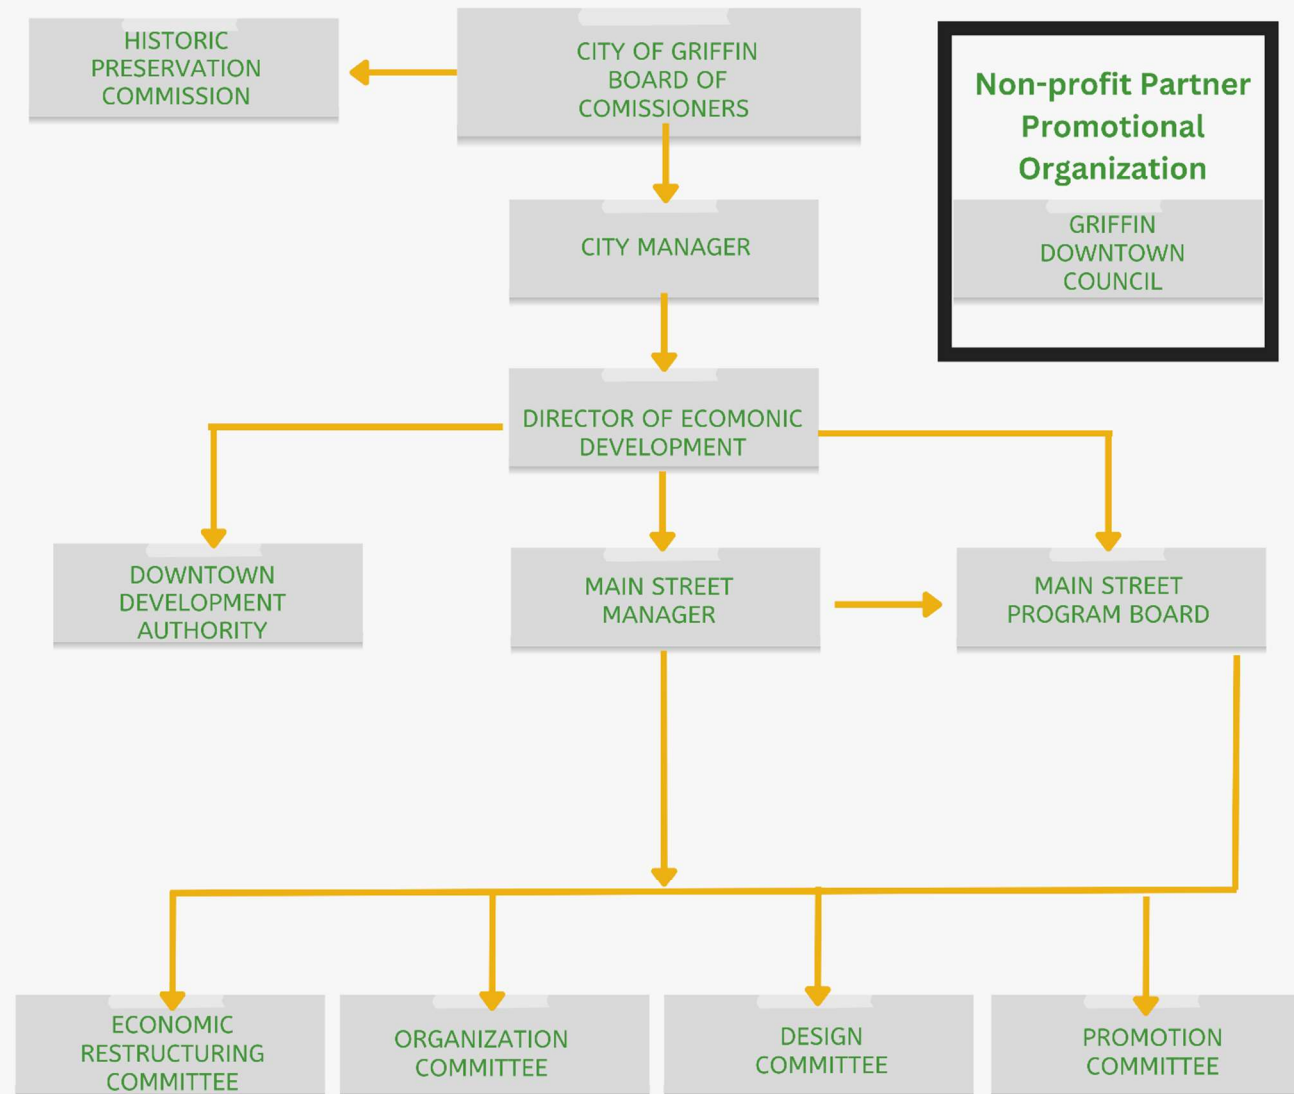 HISTORIC
PRESERVATION
COMMISSION
CITY OF GRIFFIN
BOARD OF
COMISSIONERS
Non-profit Partner
Promotional
Organization
GRIFFIN
DOWNTOWN
COUNCIL
CITY MANAGER
DIRECTOR OF ECOMONIC
DEVELOPMENT
DOWNTOWN
DEVELOPMENT
AUTHORITY
MAIN STREET
MANAGER
MAIN STREET
PROGRAM BOARD
ECONOMIC
RESTRUCTURING
COMMITTEE
ORGANIZATION
COMMITTEE
DESIGN
COMMITTEE
PROMOTION
COMMITTEE